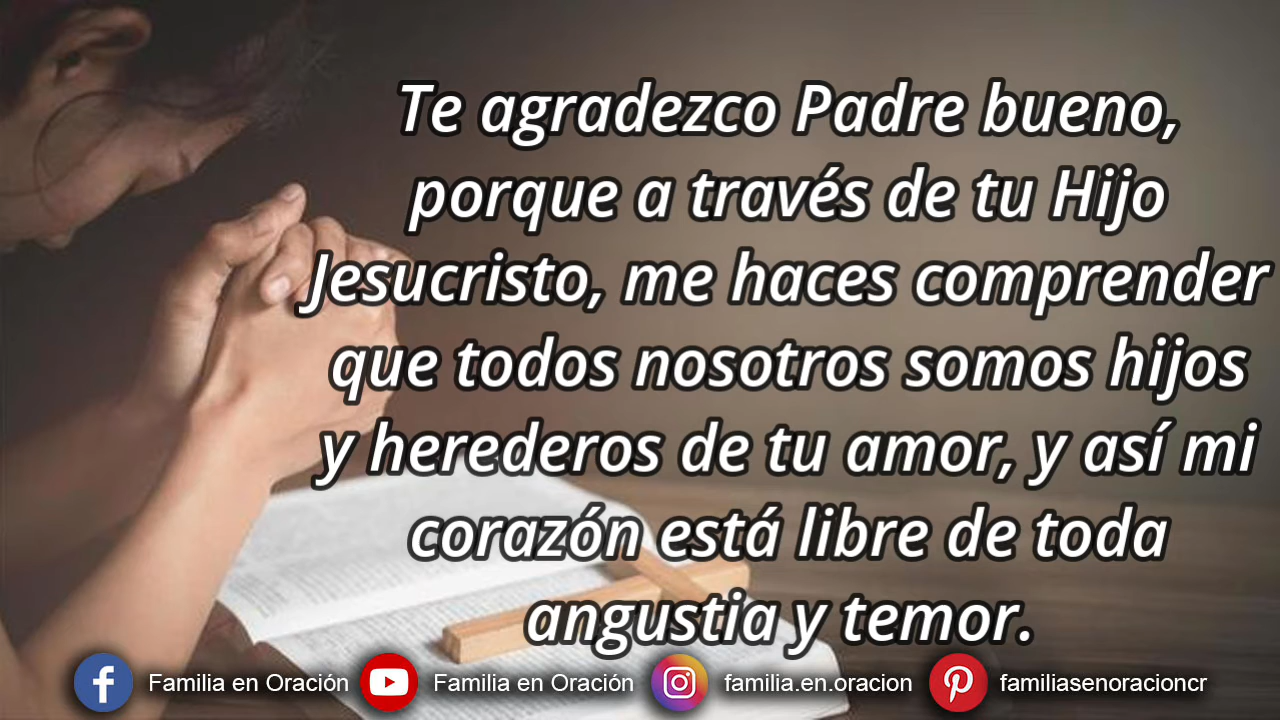 Te agradezco Padre bueno,
porque a través de tu Hijo
Jesucristo, me haces comprender
que todos nosotros somos hijos
y herederos de tu amor, y así mi
corazón está libre de toda
angustia y temor.
Familia en Oración Familia en Oración familia.en.oracion familiasenoracioncr